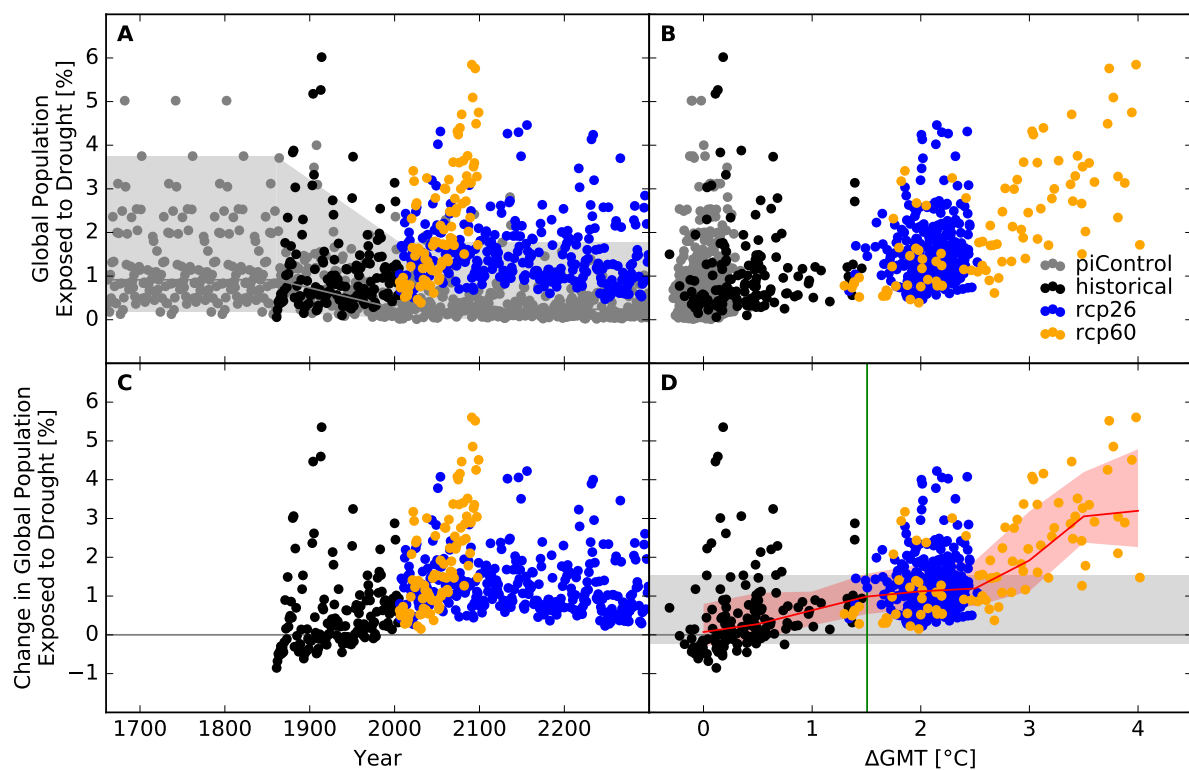 A
B
6
5
4
3
2
1
0
Global Population
Exposed to Drought [%]
piControl
historical
rcp26
rcp60
C
D
6
5
4
3
2
1
0
−1
Change in Global Population
Exposed to Drought [%]
1700 1800 1900 2000 2100 2200
0 1 2 3 4
Year
ΔGMT [°C]